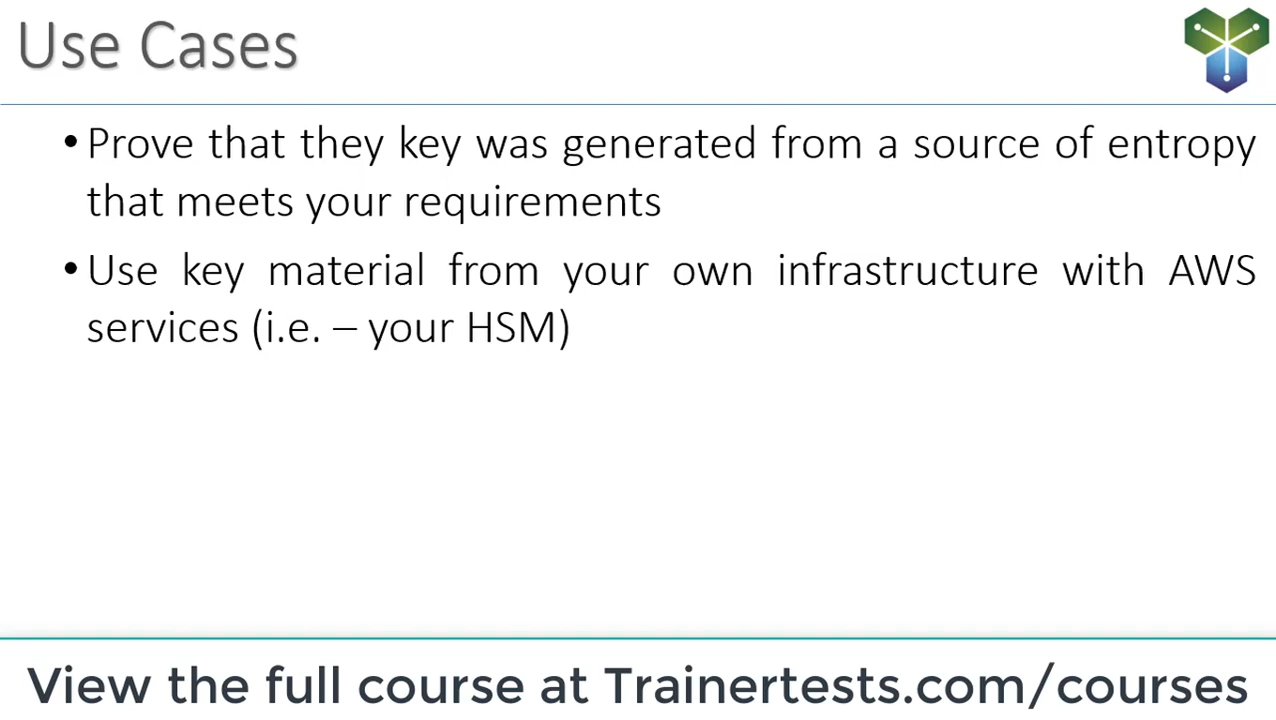 Use Cases
•Prove that they key was generated from a source of entropy
that meets your requirements
•Use key material from your own infrastructure with AWS
services (i.e. – your HSM)
View the full course at Trainertests.com/courses